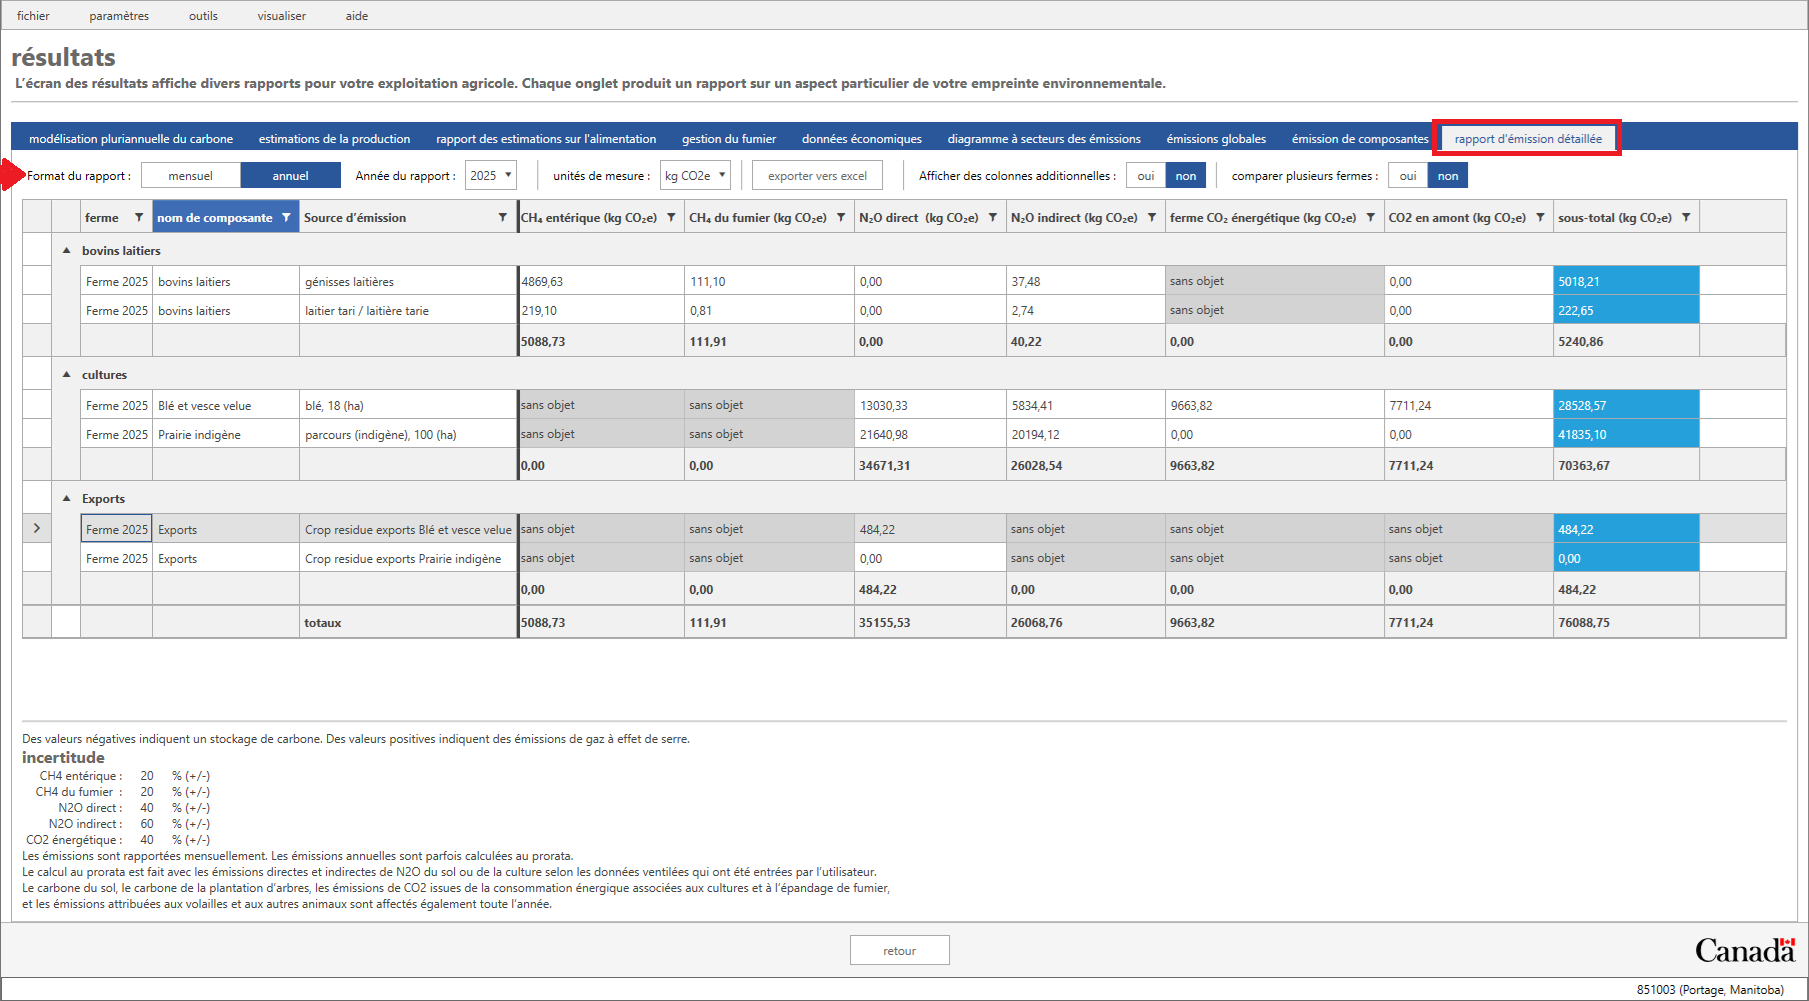 fichier paramètres outils visualiser aide
résultats
L'écran des résultats affiche divers rapports pour votre exploitation agricole. Chaque onglet produit un rapport sur un aspect particulier de votre empreinte environnementale.
modélisation pluriannuelle du carbone estimations de la production rapport des estimations sur l'alimentation gestion du fumier données économiques diagramme à secteurs des émissions émissions globales émission de composantes rapport d'émission détaillée
Format du rapport : mensuel annuel Année du rapport : 2025 unités de mesure : kg CO2e exporter vers excel Afficher des colonnes additionnelles : oui non comparer plusieurs fermes : oui non
ferme nom de composante Source d'émission CH₄ entérique (kg CO₂e) CH₄ du fumier (kg CO₂e) N₂O direct (kg CO₂e) N₂O indirect (kg CO₂e) ferme CO₂ énergétique (kg CO₂e) CO2 en amont (kg CO₂e) sous-total (kg CO₂e)
bovins laitiers
Ferme 2025 bovins laitiers génisses laitières 4869,63 111,10 0,00 37,48 sans objet 0,00 5018,21
Ferme 2025 bovins laitiers laitier tari / laitière tarie 219,10 0,81 0,00 2,74 sans objet 0,00 222,65
5088,73 111,91 0,00 40,22 0,00 0,00 5240,86
cultures
Ferme 2025 Blé et vesce velue blé, 18 (ha) sans objet sans objet 13030,33 5834,41 9663,82 7711,24 28528,57
Ferme 2025 Prairie indigène parcours (indigène), 100 (ha) sans objet sans objet 21640,98 20194,12 0,00 0,00 41835,10
0,00 0,00 34671,31 26028,54 9663,82 7711,24 70363,67
Exports
Ferme 2025 Exports Crop residue exports Blé et vesce velue sans objet sans objet 484,22 sans objet sans objet sans objet 484,22
Ferme 2025 Exports Crop residue exports Prairie indigène sans objet sans objet 0,00 sans objet sans objet sans objet 0,00
0,00 0,00 484,22 0,00 0,00 0,00 484,22
totaux 5088,73 111,91 35155,53 26068,76 9663,82 7711,24 76088,75
Des valeurs négatives indiquent un stockage de carbone. Des valeurs positives indiquent des émissions de gaz à effet de serre.
incertitude
CH4 entérique : 20 % (+/-)
CH4 du fumier : 20 % (+/-)
N2O direct : 40 % (+/-)
N2O indirect : 60 % (+/-)
CO2 énergétique : 40 % (+/-)
Les émissions sont rapportées mensuellement. Les émissions annuelles sont parfois calculées au prorata.
Le calcul au prorata est fait avec les émissions directes et indirectes de N2O du sol ou de la culture selon les données ventilées qui ont été entrées par l'utilisateur.
Le carbone du sol, le carbone de la plantation d'arbres, les émissions de CO2 issues de la consommation énergique associées aux cultures et à l'épandage de fumier,
et les émissions attribuées aux volailles et aux autres animaux sont affectés également toute l'année.
retour
Canada
851003 (Portage, Manitoba)